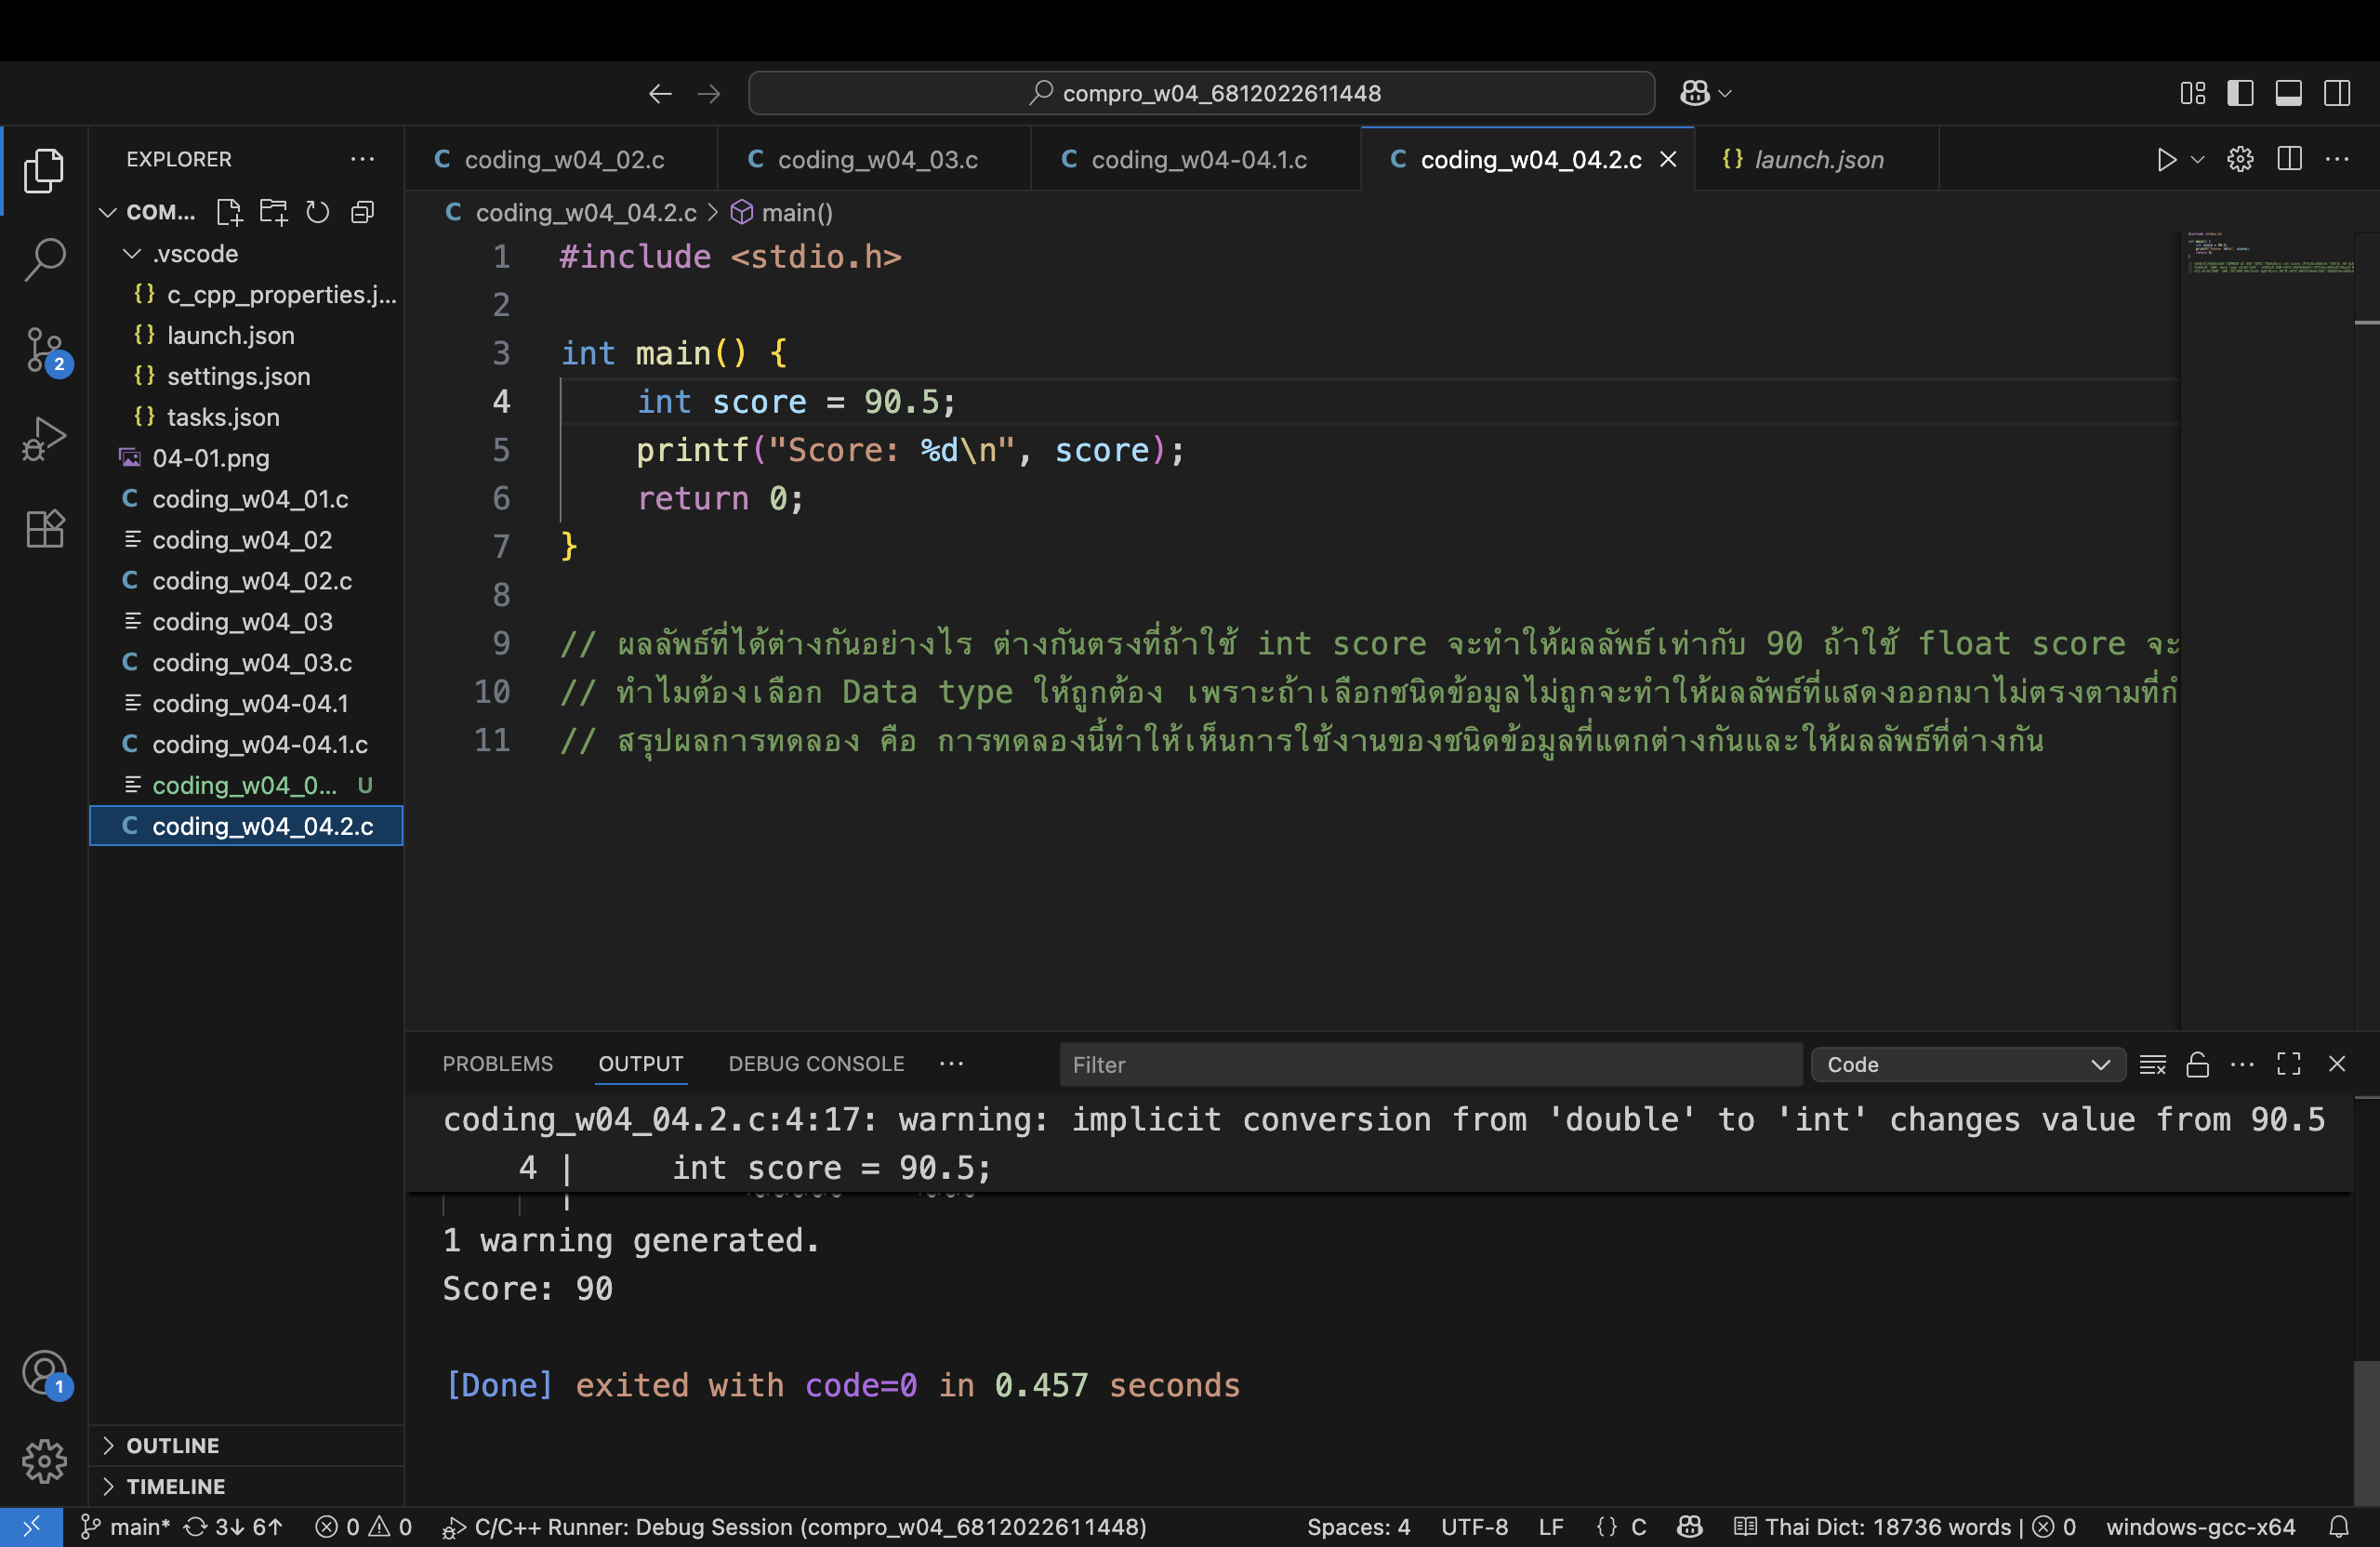 compro_w04_6812022611448
EXPLORER
COM...
.vscode
c_cpp_properties.j...
launch.json
settings.json
tasks.json
04-01.png
coding_w04_01.c
coding_w04_02
coding_w04_02.c
coding_w04_03
coding_w04_03.c
coding_w04-04.1
coding_w04-04.1.c
coding_w04_0... U
coding_w04_04.2.c
OUTLINE
TIMELINE
2
1
coding_w04_02.c
coding_w04_03.c
coding_w04-04.1.c
coding_w04_04.2.c
launch.json
coding_w04_04.2.c > main()
1 #include <stdio.h>
2
3 int main() {
4 int score = 90.5;
5 printf("Score: %d\n", score);
6 return 0;
7 }
8
9 // ผลลัพธ์ที่ได้ต่างกันอย่างไร ต่างกันตรงที่ถ้าใช้ int score จะทำให้ผลลัพธ์เท่ากับ 90 ถ้าใช้ float score จะ
10 // ทำไมต้องเลือก Data type ให้ถูกต้อง เพราะถ้าเลือกชนิดข้อมูลไม่ถูกจะทำให้ผลลัพธ์ที่แสดงออกมาไม่ตรงตามที่กำ
11 // สรุปผลการทดลอง คือ การทดลองนี้ทำให้เห็นการใช้งานของชนิดข้อมูลที่แตกต่างกันและให้ผลลัพธ์ที่ต่างกัน
PROBLEMS OUTPUT DEBUG CONSOLE
Filter
Code
coding_w04_04.2.c:4:17: warning: implicit conversion from 'double' to 'int' changes value from 90.5
4 | int score = 90.5;
1 warning generated.
Score: 90
[Done] exited with code=0 in 0.457 seconds
main* 3↓ 6↑ 0 0 C/C++ Runner: Debug Session (compro_w04_6812022611448) Spaces: 4 UTF-8 LF {} C Thai Dict: 18736 words | 0 windows-gcc-x64